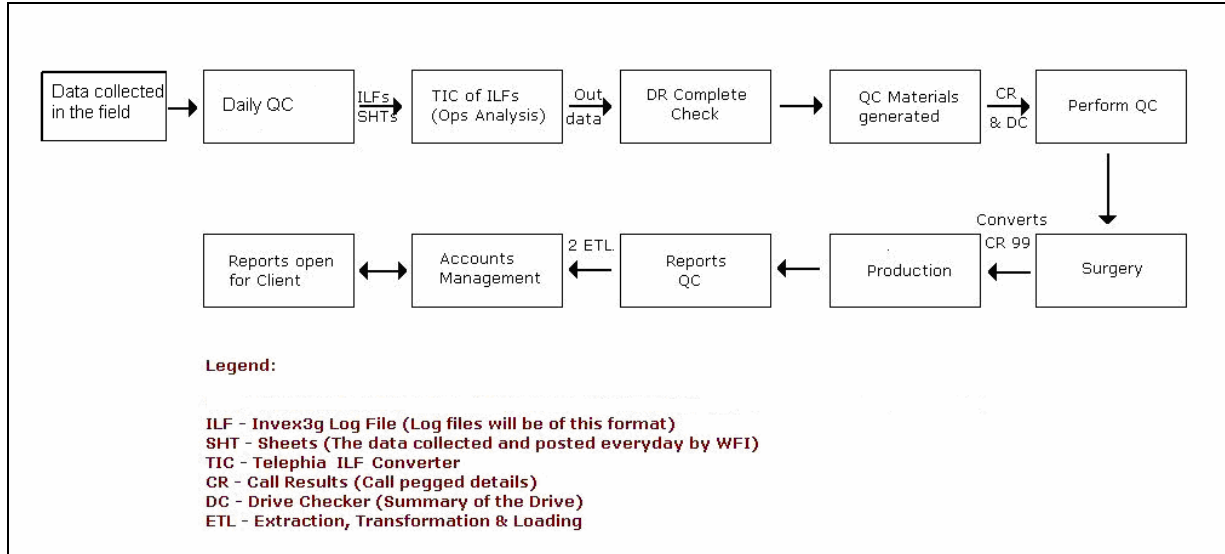 Data collected
in the field
Daily QC
ILFs
SHTs
TIC of ILFs
(Ops Analysis)
Out
data
DR Complete
Check
QC Materials
generated
CR
& DC
Perform QC
Surgery
Converts
CR 99
Production
Reports
QC
2 ETL.
Accounts
Management
Reports open
for Client
Legend:
ILF - Invex3g Log File (Log files will be of this format)
SHT - Sheets (The data collected and posted everyday by WFI)
TIC - Telephia ILF Converter
CR - Call Results (Call pegged details)
DC - Drive Checker (Summary of the Drive)
ETL - Extraction, Transformation & Loading